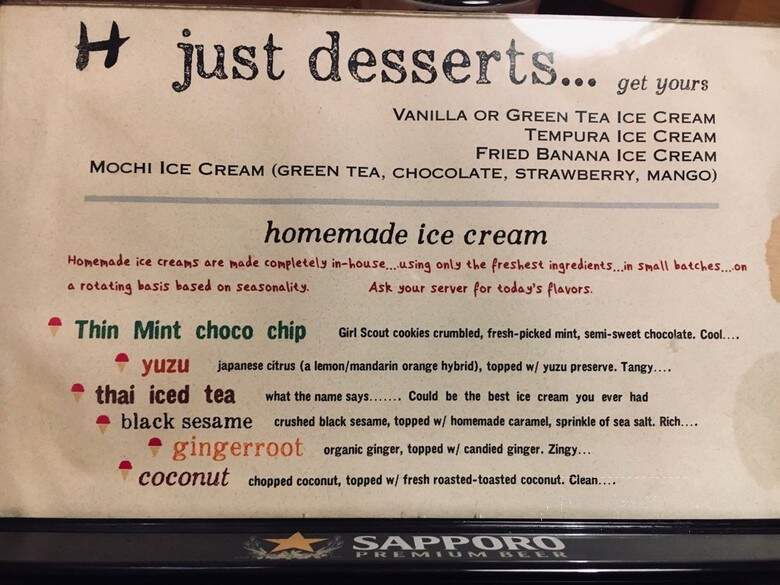 H just desserts... get yours
VANILLA OR GREEN TEA ICE CREAM
TEMPURA ICE CREAM
FRIED BANANA ICE CREAM
MOCHI ICE CREAM (GREEN TEA, CHOCOLATE, STRAWBERRY, MANGO)
homemade ice cream
Homemade ice creams are made completely in-house...using only the freshest ingredients...in small batches...on
a rotating basis based on seasonality. Ask your server for today's flavors.
Thin Mint choco chip Girl Scout cookies crumbled, fresh-picked mint, semi-sweet chocolate. Cool....
yuzu japanese citrus (a lemon/mandarin orange hybrid), topped w/ yuzu preserve. Tangy....
thai iced tea what the name says....... Could be the best ice cream you ever had
black sesame crushed black sesame, topped w/ homemade caramel, sprinkle of sea salt. Rich....
gingerroot organic ginger, topped w/ candied ginger. Zingy...
coconut chopped coconut, topped w/ fresh roasted-toasted coconut. Clean....
SAPPORO
PREMIUM BEER